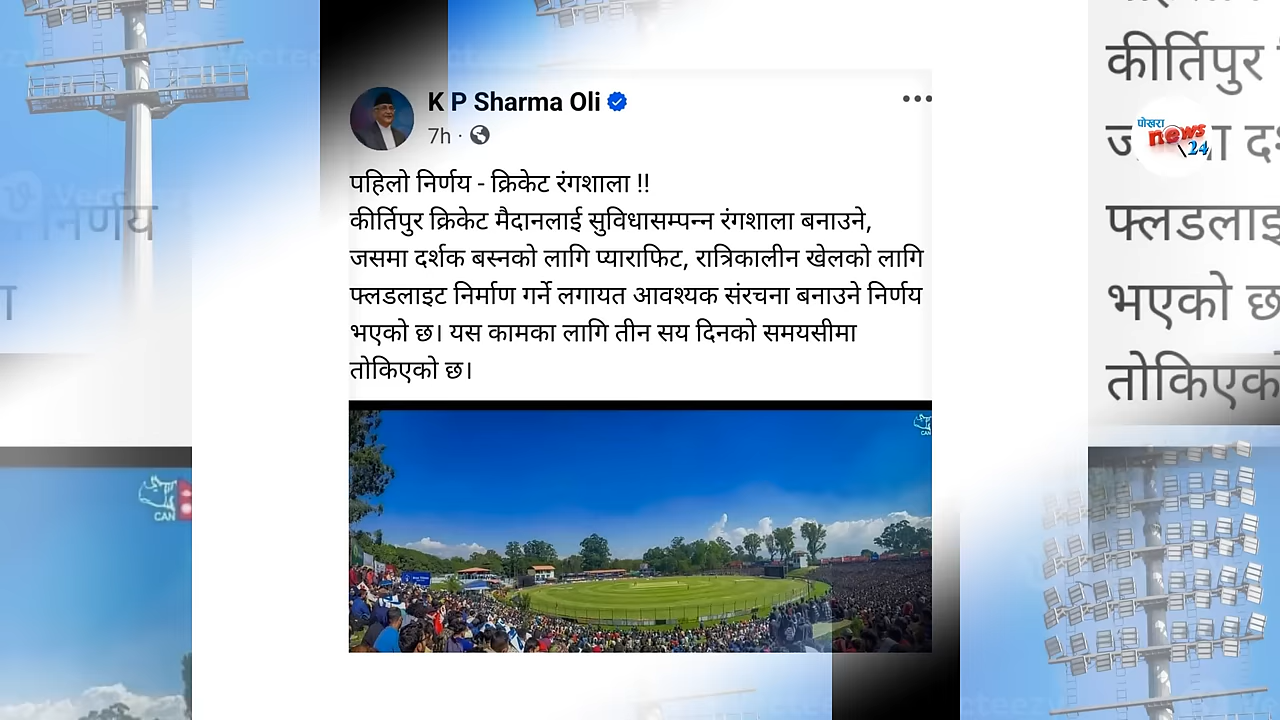 K P Sharma Oli
7h ·
पहिलो निर्णय - क्रिकेट रंगशाला !!
कीर्तिपुर क्रिकेट मैदानलाई सुविधासम्पन्न रंगशाला बनाउने,
जसमा दर्शक बस्नको लागि प्याराफिट, रात्रिकालीन खेलको लागि
फ्लडलाइट निर्माण गर्ने लगायत आवश्यक संरचना बनाउने निर्णय
भएको छ। यस कामका लागि तीन सय दिनको समयसीमा
तोकिएको छ।
CAN
CAN
निर्णय
कीर्तिपुर
पोखरा
news
24
फ्लडलाइ
भएको छ
तोकिएक